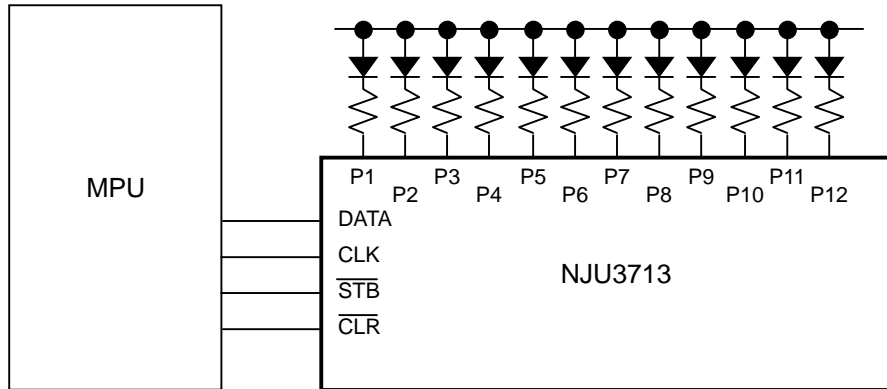 P1 P3 P5 P7 P9 P11
P2 P4 P6 P8 P10 P12
MPU
DATA
CLK
NJU3713
STB
CLR